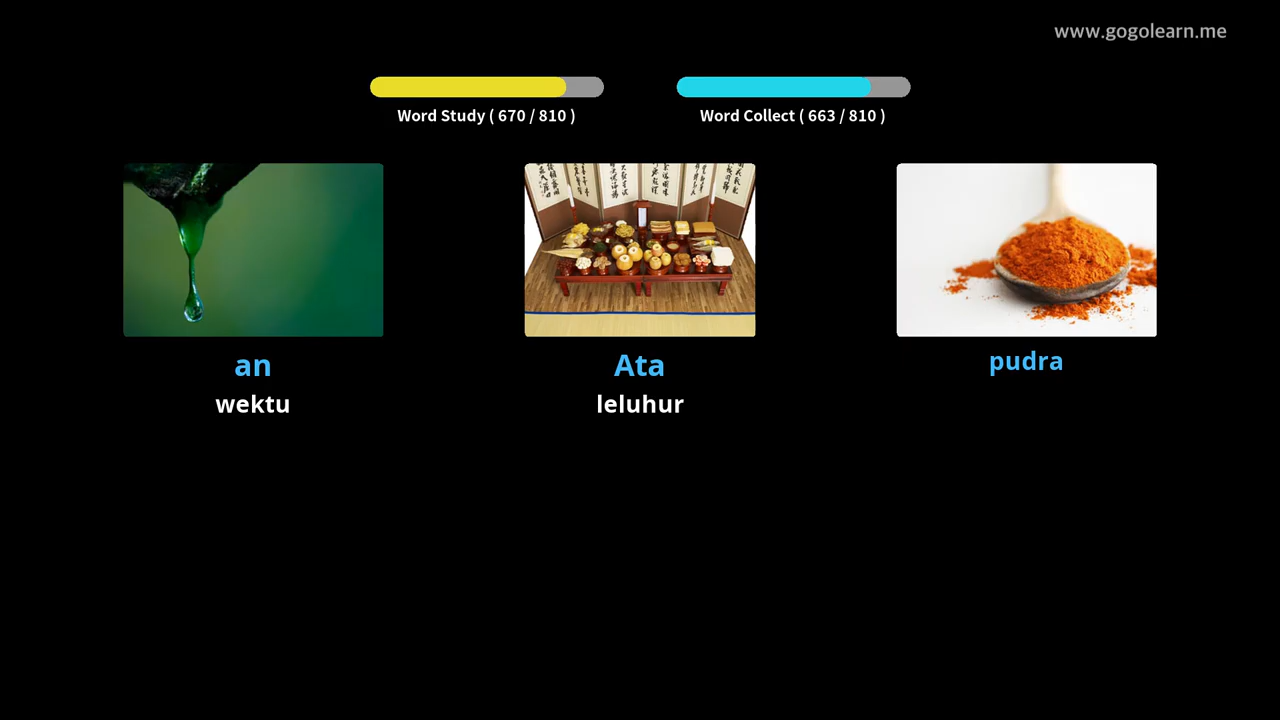 www.gogolearn.me
Word Study ( 670 / 810 )
Word Collect ( 663 / 810 )
an
Ata
pudra
wektu
leluhur